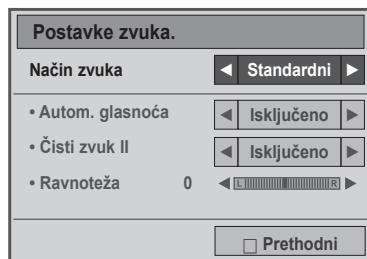 Postavke zvuka.
Način zvuka ◄ Standardni ►
• Autom. glasnoća ◄ Isključeno ►
• Čisti zvuk II ◄ Isključeno ►
• Ravnoteža 0 ◄ L R ►
□ Prethodni